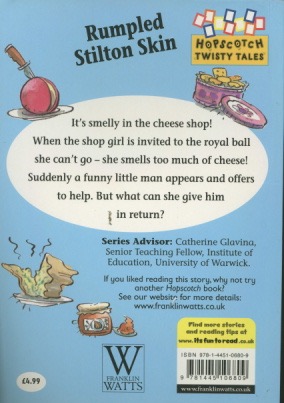 Rumpled
Stilton Skin
HOPSCOTCH
TWISTY TALES
It's smelly in the cheese shop!
When the shop girl is invited to the royal ball
she can't go – she smells too much of cheese!
Suddenly a funny little man appears and offers
to help. But what can she give him
in return?
Series Advisor: Catherine Glavina,
Senior Teaching Fellow, Institute of
Education, University of Warwick.
If you liked reading this story, why not try
another Hopscotch book!
See our website for more details:
www.franklinwatts.co.uk
Find more stories
and reading tips at
www.itsfuntoread.co.uk
ISBN 978-1-4451-0680-9
9 781445 106809
W
FRANKLIN
WATTS
£4.99